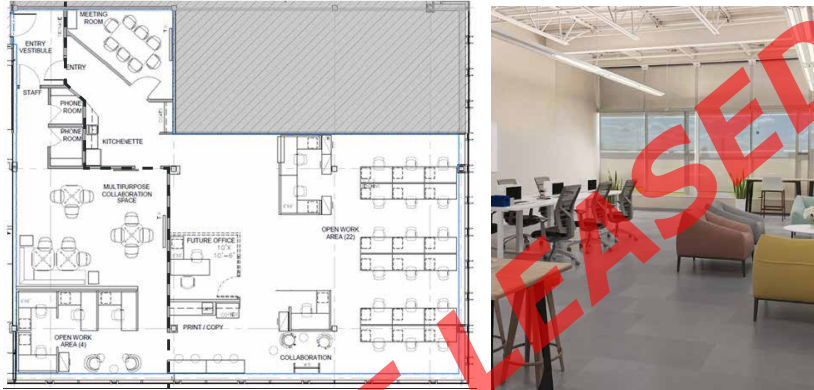 MEETING
ROOM
ENTRY
VESTIBULE
ENTRY
STAFF
PHONE
ROOM
PHONE
ROOM
KITCHENETTE
MULTIPURPOSE
COLLABORATION
SPACE
OPEN WORK
AREA (22)
FUTURE OFFICE
10'X
10'-6"
PRINT / COPY
OPEN WORK
AREA (4)
COLLABORATION
LEASED